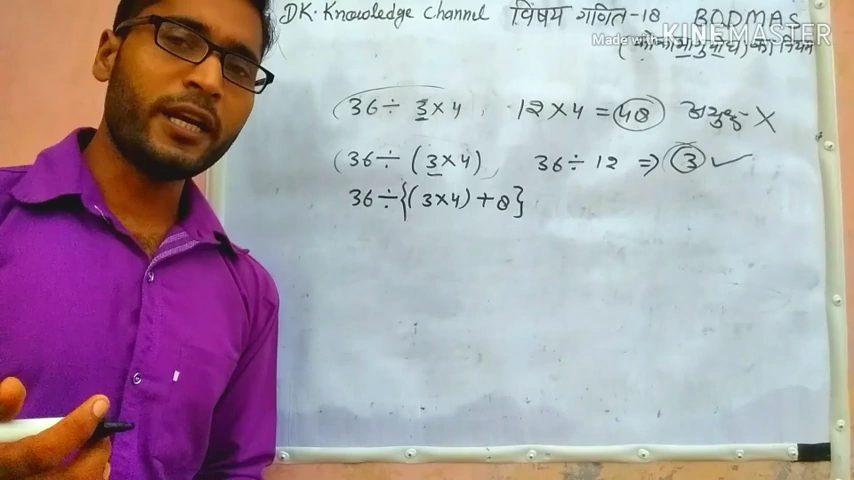 DK. Knowledge Channel विषय गणित-18 BODMAS
Made with KINEMASTER
का नियम
36 ÷ 3 × 4, 12 × 4 = 48 अशुद्ध- X
36 ÷ (3 × 4) 36 ÷ 12 ⇒ 3 ✓
36 ÷ {(3 × 4) + 8}